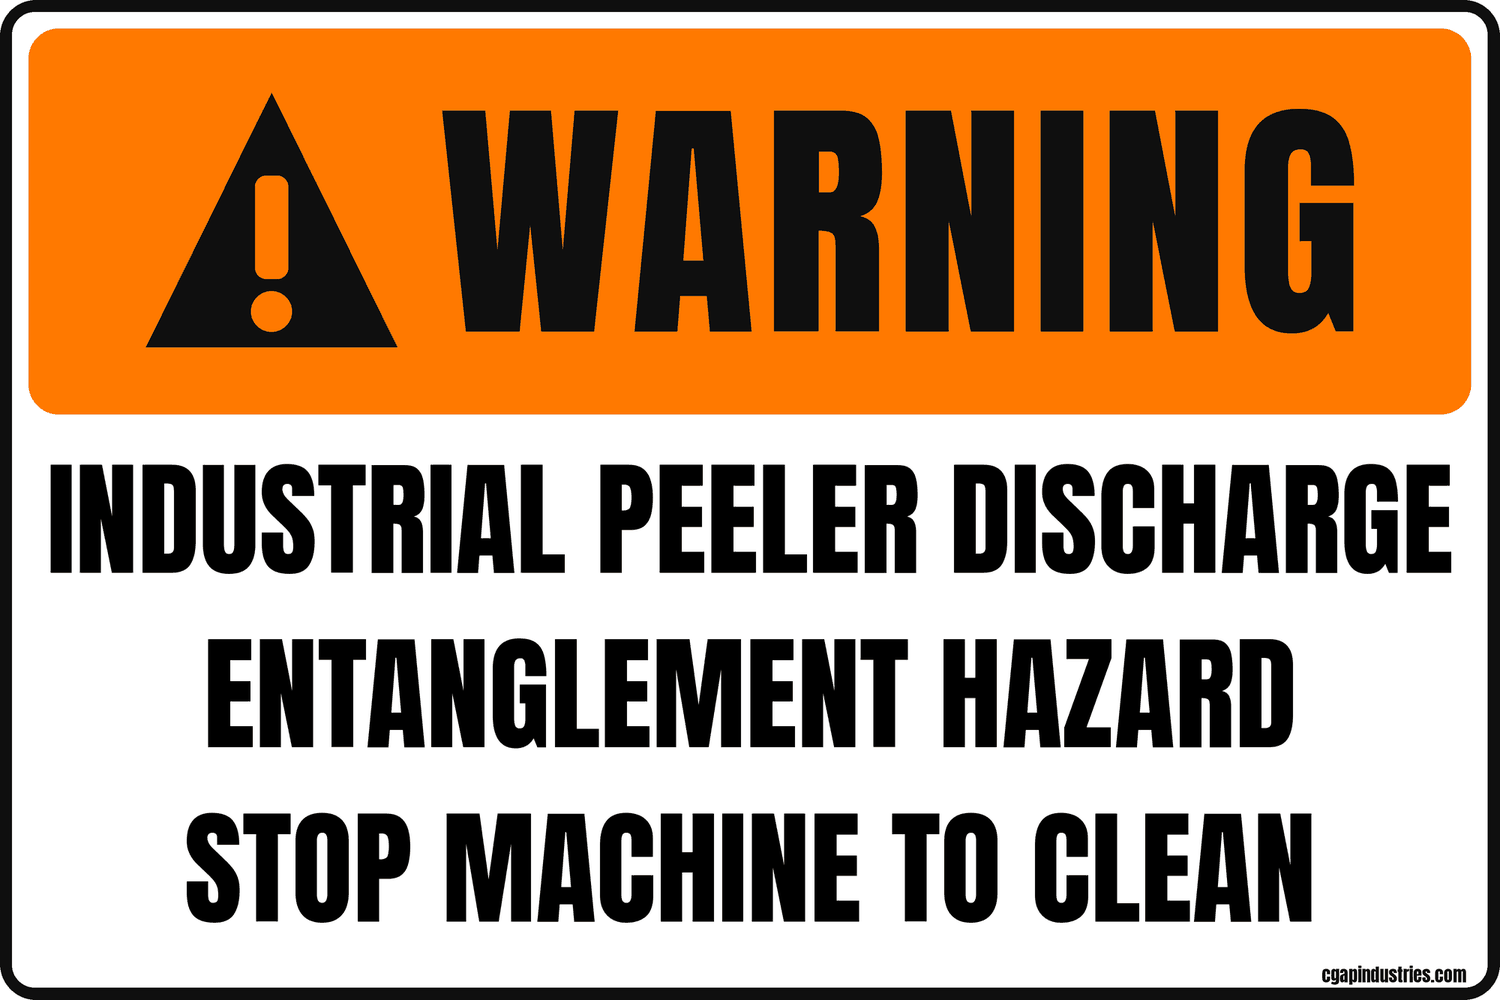 WARNING
INDUSTRIAL PEELER DISCHARGE
ENTANGLEMENT HAZARD
STOP MACHINE TO CLEAN
cgapindustries.com